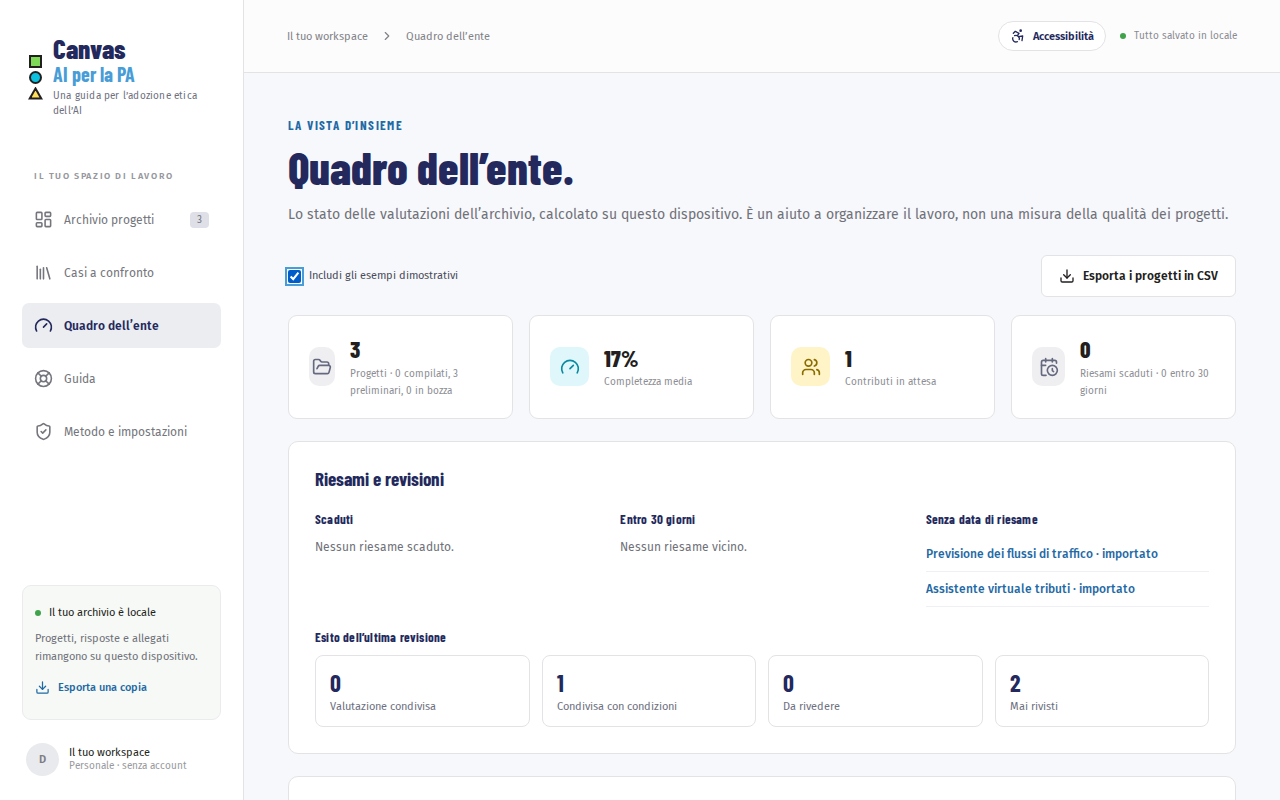 Canvas
AI per la PA
Una guida per l'adozione etica
dell'AI
IL TUO SPAZIO DI LAVORO
Archivio progetti
3
Casi a confronto
Quadro dell'ente
Guida
Metodo e impostazioni
Il tuo archivio è locale
Progetti, risposte e allegati
rimangono su questo dispositivo.
Esporta una copia
D
Il tuo workspace
Personale · senza account
Il tuo workspace
Quadro dell'ente
Accessibilità
Tutto salvato in locale
LA VISTA D'INSIEME
Quadro dell'ente.
Lo stato delle valutazioni dell'archivio, calcolato su questo dispositivo. È un aiuto a organizzare il lavoro, non una misura della qualità dei progetti.
Includi gli esempi dimostrativi
Esporta i progetti in CSV
3
Progetti · 0 compilati, 3
preliminari, 0 in bozza
17%
Completezza media
1
Contributi in attesa
0
Riesami scaduti · 0 entro 30
giorni
Riesami e revisioni
Scaduti
Nessun riesame scaduto.
Entro 30 giorni
Nessun riesame vicino.
Senza data di riesame
Previsione dei flussi di traffico · importato
Assistente virtuale tributi · importato
Esito dell'ultima revisione
0
Valutazione condivisa
1
Condivisa con condizioni
0
Da rivedere
2
Mai rivisti